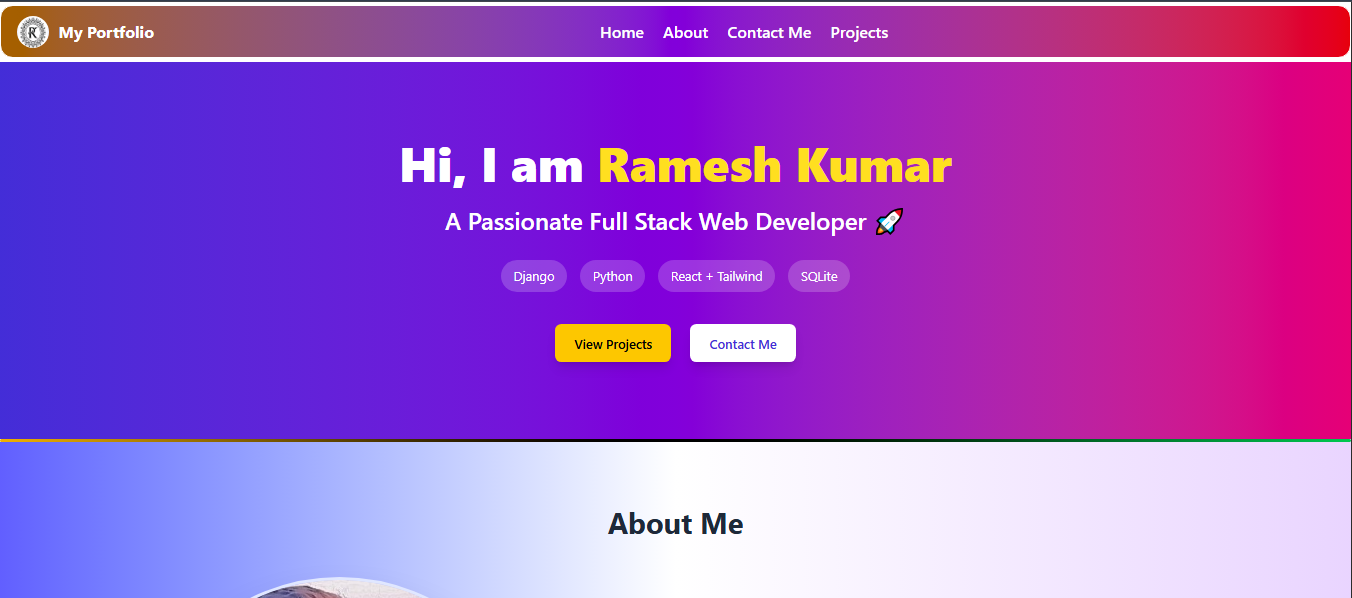 R
My Portfolio
Home About Contact Me Projects
Hi, I am Ramesh Kumar
A Passionate Full Stack Web Developer 🚀
Django Python React + Tailwind SQLite
View Projects Contact Me
About Me